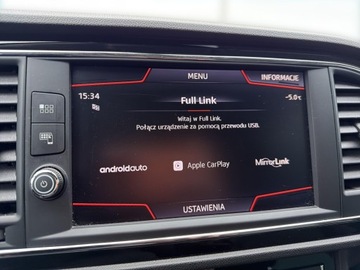 MENU
INFORMACJE
15:34
Full Link
-5.0
Witaj w Full Link.
Połącz urządzenie za pomocą przewodu USB.
androidauto
Apple CarPlay
MirrorLink
USTAWIENIA